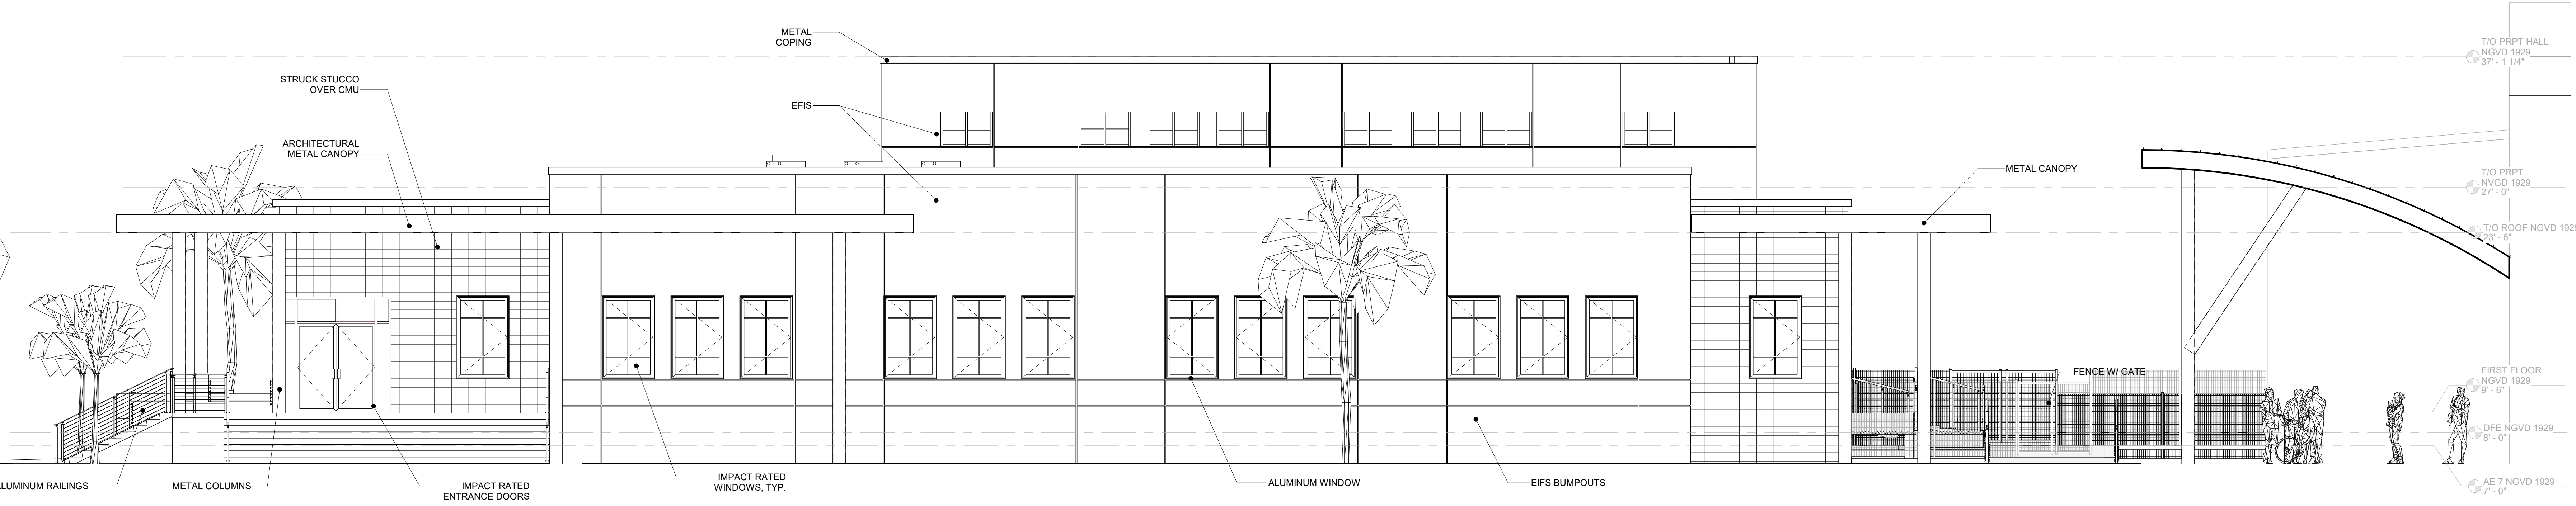 METAL
COPING
STRUCK STUCCO
OVER CMU
EFIS
ARCHITECTURAL
METAL CANOPY
METAL CANOPY
T/O PRPT HALL
NGVD 1929
37' - 1 1/4"
T/O PRPT
NVGD 1929
27' - 0"
T/O ROOF NGVD 1929
23' - 6"
FENCE W/ GATE
FIRST FLOOR
NGVD 1929
9' - 6"
DFE NGVD 1929
8' - 0"
AE 7 NGVD 1929
7' - 0"
ALUMINUM RAILINGS
METAL COLUMNS
IMPACT RATED
ENTRANCE DOORS
IMPACT RATED
WINDOWS, TYP.
ALUMINUM WINDOW
EIFS BUMPOUTS